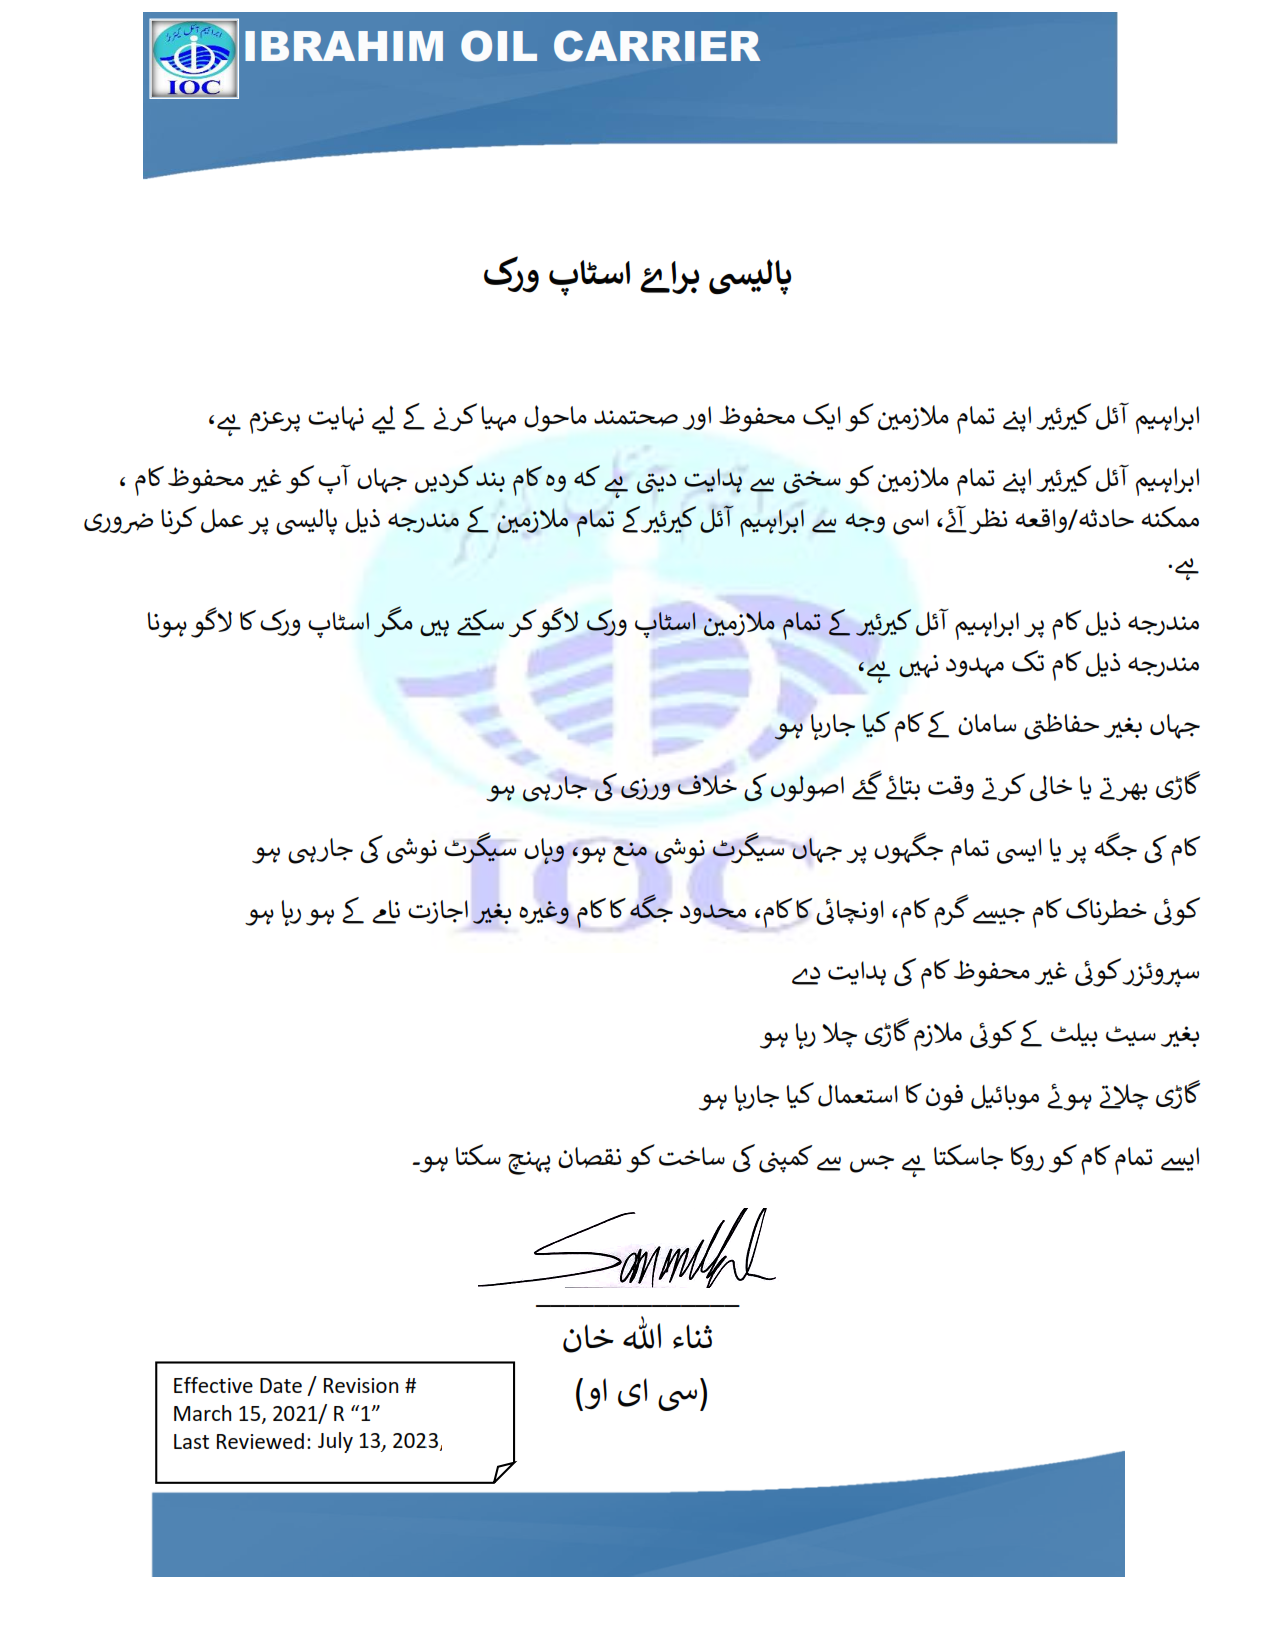 IBRAHIM OIL CARRIER
ابراہیم آئل کیرئیر
IOC
پالیسی براۓ اسٹاپ ورک
ابراہیم آئل کیرئیر اپنے تمام ملازمین کو ایک محفوظ اور صحتمند ماحول مہیا کرنے کے لیے نہایت پرعزم ہے،
ابراہیم آئل کیرئیر اپنے تمام ملازمین کو سختی سے ہدایت دیتی ہے کہ وہ کام بند کردیں جہاں آپ کو غیر محفوظ کام ،
ممکنہ حادثہ/واقعہ نظر آئے، اسی وجہ سے ابراہیم آئل کیرئیر کے تمام ملازمین کے مندرجہ ذیل پالیسی پر عمل کرنا ضروری
ہے.
مندرجہ ذیل کام پر ابراہیم آئل کیرئیر کے تمام ملازمین اسٹاپ ورک لاگو کر سکتے ہیں مگر اسٹاپ ورک کا لاگو ہونا
مندرجہ ذیل کام تک مہدود نہیں ہے،
جہاں بغیر حفاظتی سامان کے کام کیا جارہا ہو
گاڑی بھرتے یا خالی کرتے وقت بتائے گئے اصولوں کی خلاف ورزی کی جارہی ہو
کام کی جگہ پر یا ایسی تمام جگہوں پر جہاں سیگرٹ نوشی منع ہو، وہاں سیگرٹ نوشی کی جارہی ہو
کوئی خطرناک کام جیسے گرم کام، اونچائی کا کام، محدود جگہ کا کام وغیرہ بغیر اجازت نامے کے ہو رہا ہو
سپروئزر کوئی غیر محفوظ کام کی ہدایت دے
بغیر سیٹ بیلٹ کے کوئی ملازم گاڑی چلا رہا ہو
گاڑی چلاتے ہوئے موبائیل فون کا استعمال کیا جارہا ہو
ایسے تمام کام کو روکا جاسکتا ہے جس سے کمپنی کی ساخت کو نقصان پہنچ سکتا ہو۔
ثناء اللہ خان
(سی ای او)
Effective Date / Revision #
March 15, 2021/ R “1”
Last Reviewed: July 13, 2023,